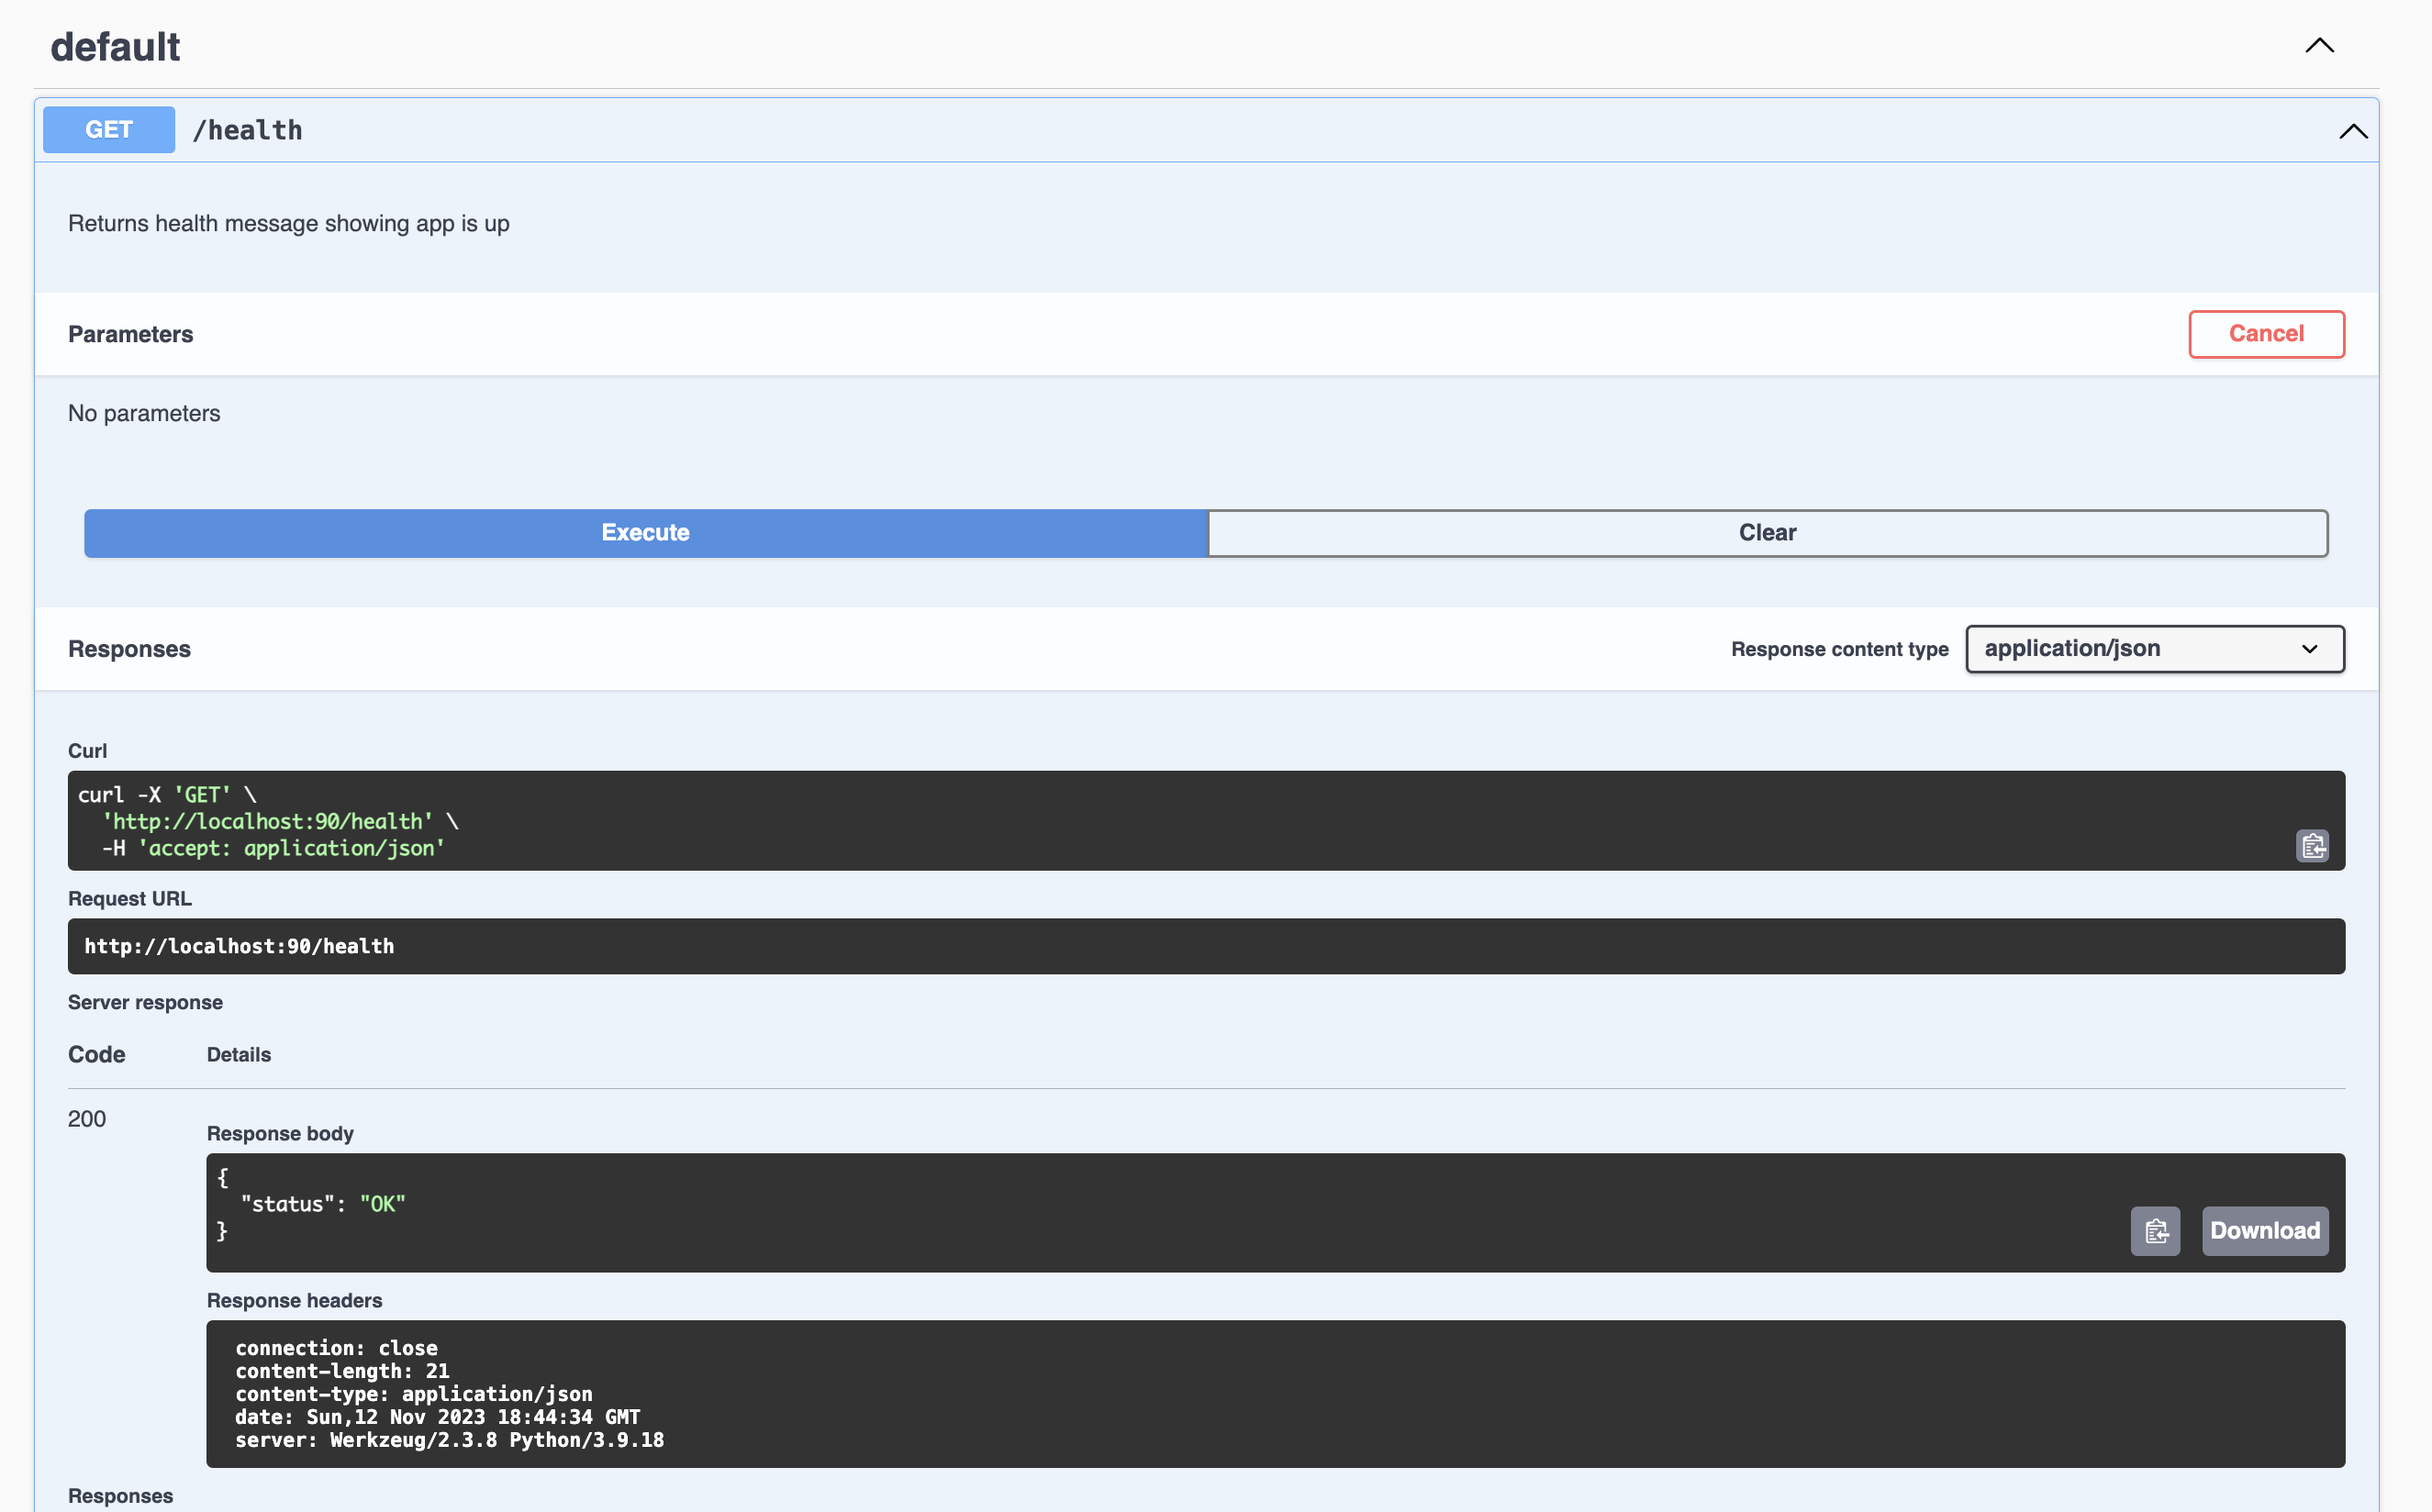 default
GET /health
Returns health message showing app is up
Parameters
Cancel
No parameters
Execute
Clear
Responses
Response content type
application/json
Curl
curl -X 'GET' \
  'http://localhost:90/health' \
  -H 'accept: application/json'
Request URL
http://localhost:90/health
Server response
Code Details
200
Response body
{
  "status": "OK"
}
Download
Response headers
connection: close
content-length: 21
content-type: application/json
date: Sun,12 Nov 2023 18:44:34 GMT
server: Werkzeug/2.3.8 Python/3.9.18
Responses